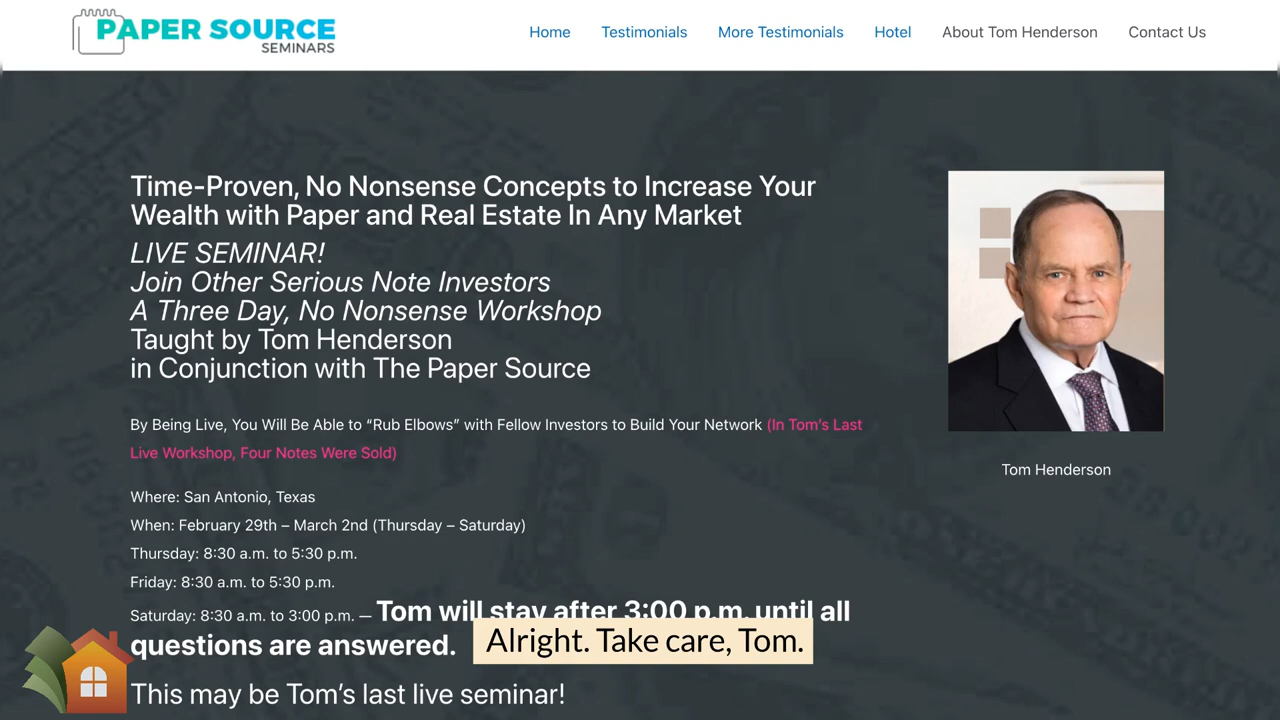 PAPER SOURCE
SEMINARS
Home
Testimonials
More Testimonials
Hotel
About Tom Henderson
Contact Us
Time-Proven, No Nonsense Concepts to Increase Your
Wealth with Paper and Real Estate In Any Market
LIVE SEMINAR!
Join Other Serious Note Investors
A Three Day, No Nonsense Workshop
Taught by Tom Henderson
in Conjunction with The Paper Source
By Being Live, You Will Be Able to “Rub Elbows” with Fellow Investors to Build Your Network (In Tom’s Last
Live Workshop, Four Notes Were Sold)
Where: San Antonio, Texas
When: February 29th – March 2nd (Thursday – Saturday)
Thursday: 8:30 a.m. to 5:30 p.m.
Friday: 8:30 a.m. to 5:30 p.m.
Saturday: 8:30 a.m. to 3:00 p.m. — Tom will stay after 3:00 p.m. until all
questions are answered.
This may be Tom’s last live seminar!
Tom Henderson
Alright. Take care, Tom.